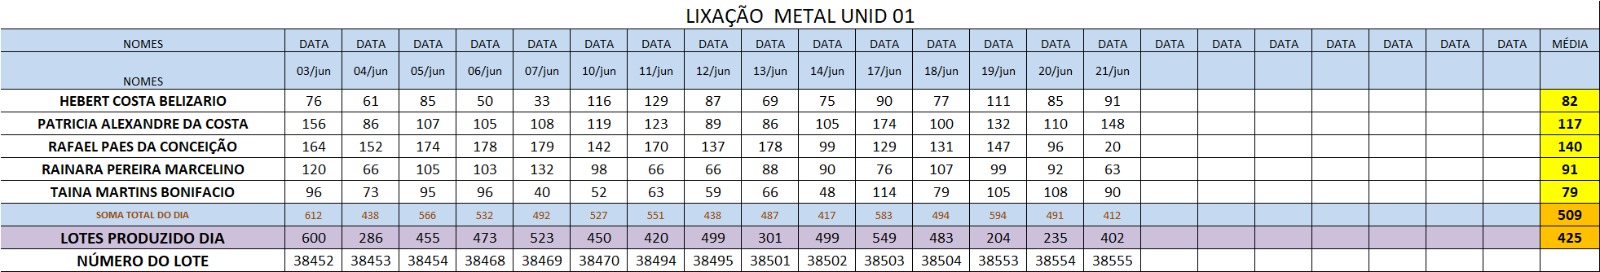 LIXAÇÃO METAL UNID 01
NOMES DATA DATA DATA DATA DATA DATA DATA DATA DATA DATA DATA DATA DATA DATA DATA DATA DATA DATA DATA DATA DATA DATA MÉDIA
NOMES 03/jun 04/jun 05/jun 06/jun 07/jun 10/jun 11/jun 12/jun 13/jun 14/jun 17/jun 18/jun 19/jun 20/jun 21/jun
HEBERT COSTA BELIZARIO 76 61 85 50 33 116 129 87 69 75 90 77 111 85 91 82
PATRICIA ALEXANDRE DA COSTA 156 86 107 105 108 119 123 89 86 105 174 100 132 110 148 117
RAFAEL PAES DA CONCEIÇÃO 164 152 174 178 179 142 170 137 178 99 129 131 147 96 20 140
RAINARA PEREIRA MARCELINO 120 66 105 103 132 98 66 66 88 90 76 107 99 92 63 91
TAINA MARTINS BONIFACIO 96 73 95 96 40 52 63 59 66 48 114 79 105 108 90 79
SOMA TOTAL DO DIA 612 438 566 532 492 527 551 438 487 417 583 494 594 491 412 509
LOTES PRODUZIDO DIA 600 286 455 473 523 450 420 499 301 499 549 483 204 235 402 425
NÚMERO DO LOTE 38452 38453 38454 38468 38469 38470 38494 38495 38501 38502 38503 38504 38553 38554 38555